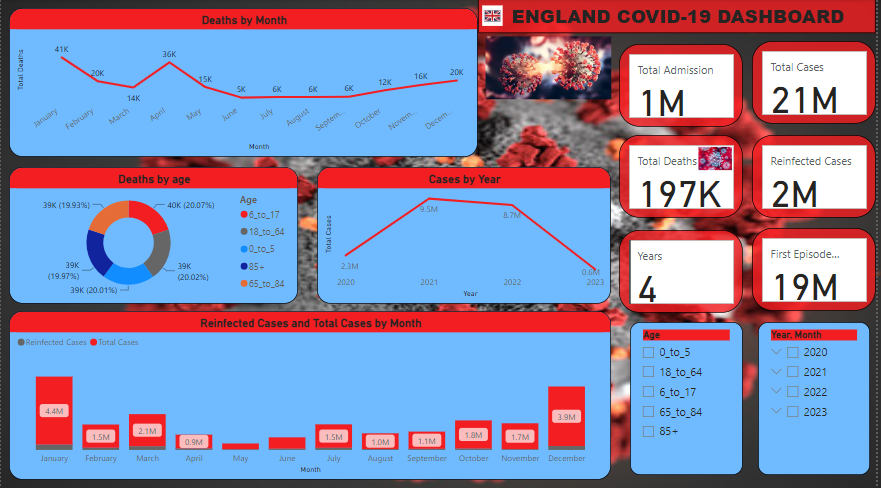 Deaths by Month
ENGLAND COVID-19 DASHBOARD
Total Deaths
41K
20K
14K
36K
15K
5K
6K
6K
6K
12K
16K
20K
January
February
March
April
May
June
July
August
Septem...
October
Novem...
Decem...
Month
Total Admission
1M
Total Cases
21M
Total Deaths
197K
Reinfected Cases
2M
Years
4
First Episode...
19M
Deaths by age
39K (19.93%)
40K (20.07%)
39K
(19.97%)
39K
(20.02%)
39K (20.01%)
Age
6_to_17
18_to_64
0_to_5
85+
65_to_84
Cases by Year
Total Cases
2.3M
9.5M
8.7M
0.6M
2020
2021
2022
2023
Year
Reinfected Cases and Total Cases by Month
Reinfected Cases
Total Cases
4.4M
1.5M
2.1M
0.9M
1.5M
1.0M
1.1M
1.8M
1.7M
3.9M
January
February
March
April
May
June
July
August
September
October
November
December
Month
Age
0_to_5
18_to_64
6_to_17
65_to_84
85+
Year, Month
2020
2021
2022
2023